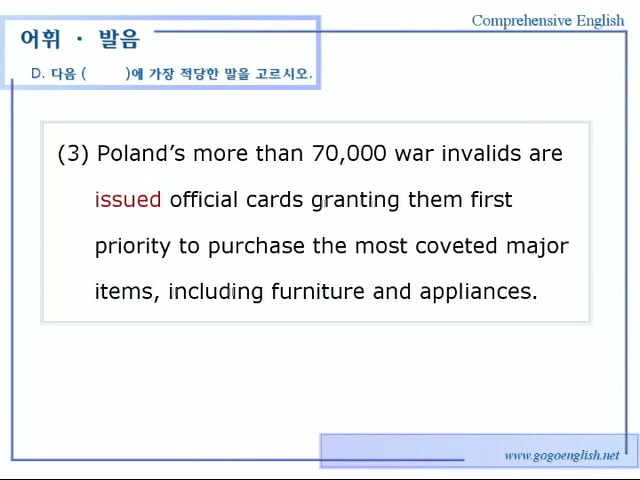 Comprehensive English
어휘 · 발음
D. 다음 ( )에 가장 적당한 말을 고르시오.
(3) Poland’s more than 70,000 war invalids are
issued official cards granting them first
priority to purchase the most coveted major
items, including furniture and appliances.
www.gogoenglish.net